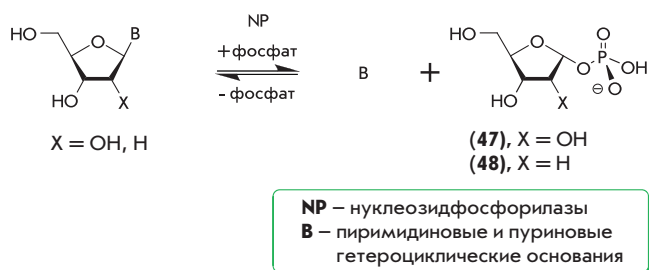 HO
O
B
HO
X
X = OH, H
NP
+фосфат
- фосфат
B
+
HO
O
O
P
O
OH
⊖ O
HO
X
(47), X = OH
(48), X = H
NP – нуклеозидфосфорилазы
B – пиримидиновые и пуриновые
гетероциклические основания